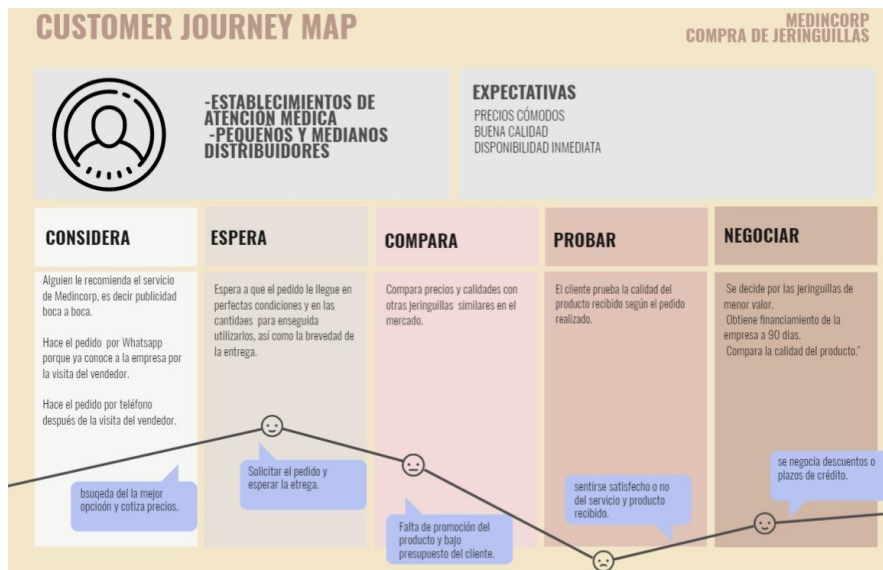 CUSTOMER JOURNEY MAP
MEDINCORP
COMPRA DE JERINGUILLAS
-ESTABLECIMIENTOS DE
ATENCIÓN MÉDICA
-PEQUEÑOS Y MEDIANOS
DISTRIBUIDORES
EXPECTATIVAS
PRECIOS CÓMODOS
BUENA CALIDAD
DISPONIBILIDAD INMEDIATA
CONSIDERA
Alguien le recomienda el servicio
de Medincorp, es decir publicidad
boca a boca.
Hace el pedido por Whatsapp
porque ya conoce a la empresa por
la visita del vendedor.
Hace el pedido por teléfono
después de la visita del vendedor.
bsuqeda del la mejor
opcioón y cotiza precios.
ESPERA
Espera a que el pedido le llegue en
perfectas condiciones y en las
cantidaes para enseguida
utilizarlos, así como la brevedad de
la entrega.
Solicitar el pedido y
esperar la etrega.
COMPARA
Compara precios y calidades con
otras jeringuillas similares en el
mercado.
Falta de promoción del
producto y bajo
presupuesto del cliente.
PROBAR
El cliente prueba la calidad del
producto recibido según el pedido
realizado.
sentirse satisfecho o no
del servicio y producto
recibido.
NEGOCIAR
Se decide por las jeringuillas de
menor valor.
Obtiene financiamiento de la
empresa a 90 dias.
Compara la calidad del producto."
se negocia descuentos o
plazos de crédito.